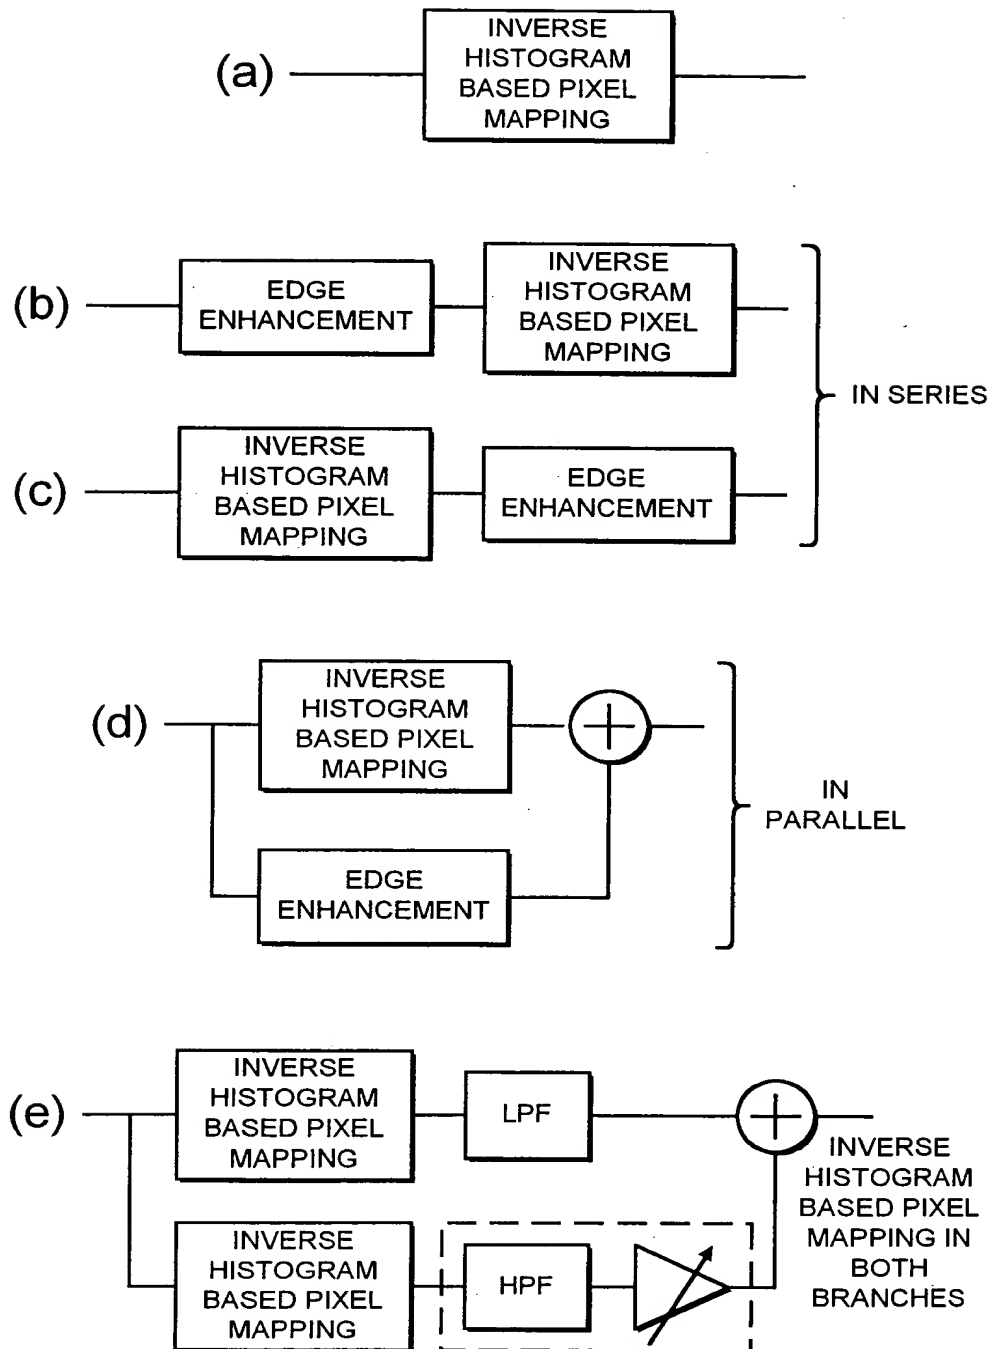 (a)
INVERSE
HISTOGRAM
BASED PIXEL
MAPPING
(b)
EDGE
ENHANCEMENT
INVERSE
HISTOGRAM
BASED PIXEL
MAPPING
(c)
INVERSE
HISTOGRAM
BASED PIXEL
MAPPING
EDGE
ENHANCEMENT
IN SERIES
(d)
INVERSE
HISTOGRAM
BASED PIXEL
MAPPING
EDGE
ENHANCEMENT
IN
PARALLEL
(e)
INVERSE
HISTOGRAM
BASED PIXEL
MAPPING
LPF
INVERSE
HISTOGRAM
BASED PIXEL
MAPPING
HPF
INVERSE
HISTOGRAM
BASED PIXEL
MAPPING IN
BOTH
BRANCHES